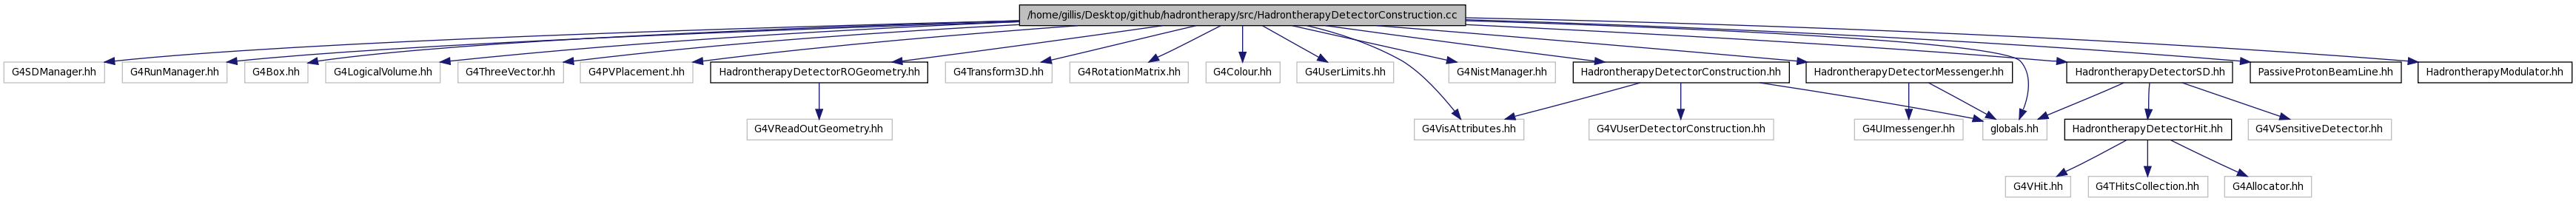 /home/gillis/Desktop/github/hadrontherapy/src/HadrontherapyDetectorConstruction.cc
G4SDManager.hh
G4RunManager.hh
G4Box.hh
G4LogicalVolume.hh
G4ThreeVector.hh
G4PVPlacement.hh
HadrontherapyDetectorROGeometry.hh
G4Transform3D.hh
G4RotationMatrix.hh
G4Colour.hh
G4UserLimits.hh
G4NistManager.hh
HadrontherapyDetectorConstruction.hh
HadrontherapyDetectorMessenger.hh
HadrontherapyDetectorSD.hh
PassiveProtonBeamLine.hh
HadrontherapyModulator.hh
G4VReadOutGeometry.hh
G4VisAttributes.hh
G4VUserDetectorConstruction.hh
G4UImessenger.hh
globals.hh
HadrontherapyDetectorHit.hh
G4VSensitiveDetector.hh
G4VHit.hh
G4THitsCollection.hh
G4Allocator.hh